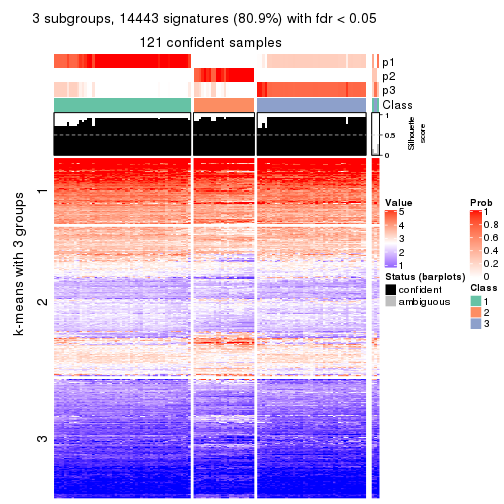 3 subgroups, 14443 signatures (80.9%) with fdr < 0.05
121 confident samples
p1
p2
p3
Class
1
0.5
0
Silhouette
score
k-means with 3 groups
1
2
3
Value
5
4
3
2
1
Status (barplots)
confident
ambiguous
Prob
1
0.8
0.6
0.4
0.2
0
Class
1
2
3